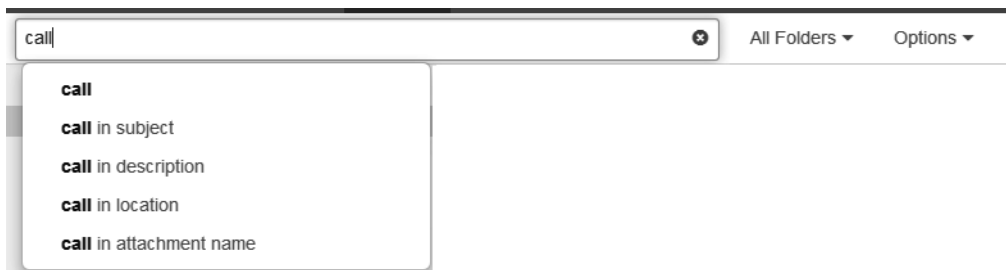 call All Folders Options
call
call in subject
call in description
call in location
call in attachment name